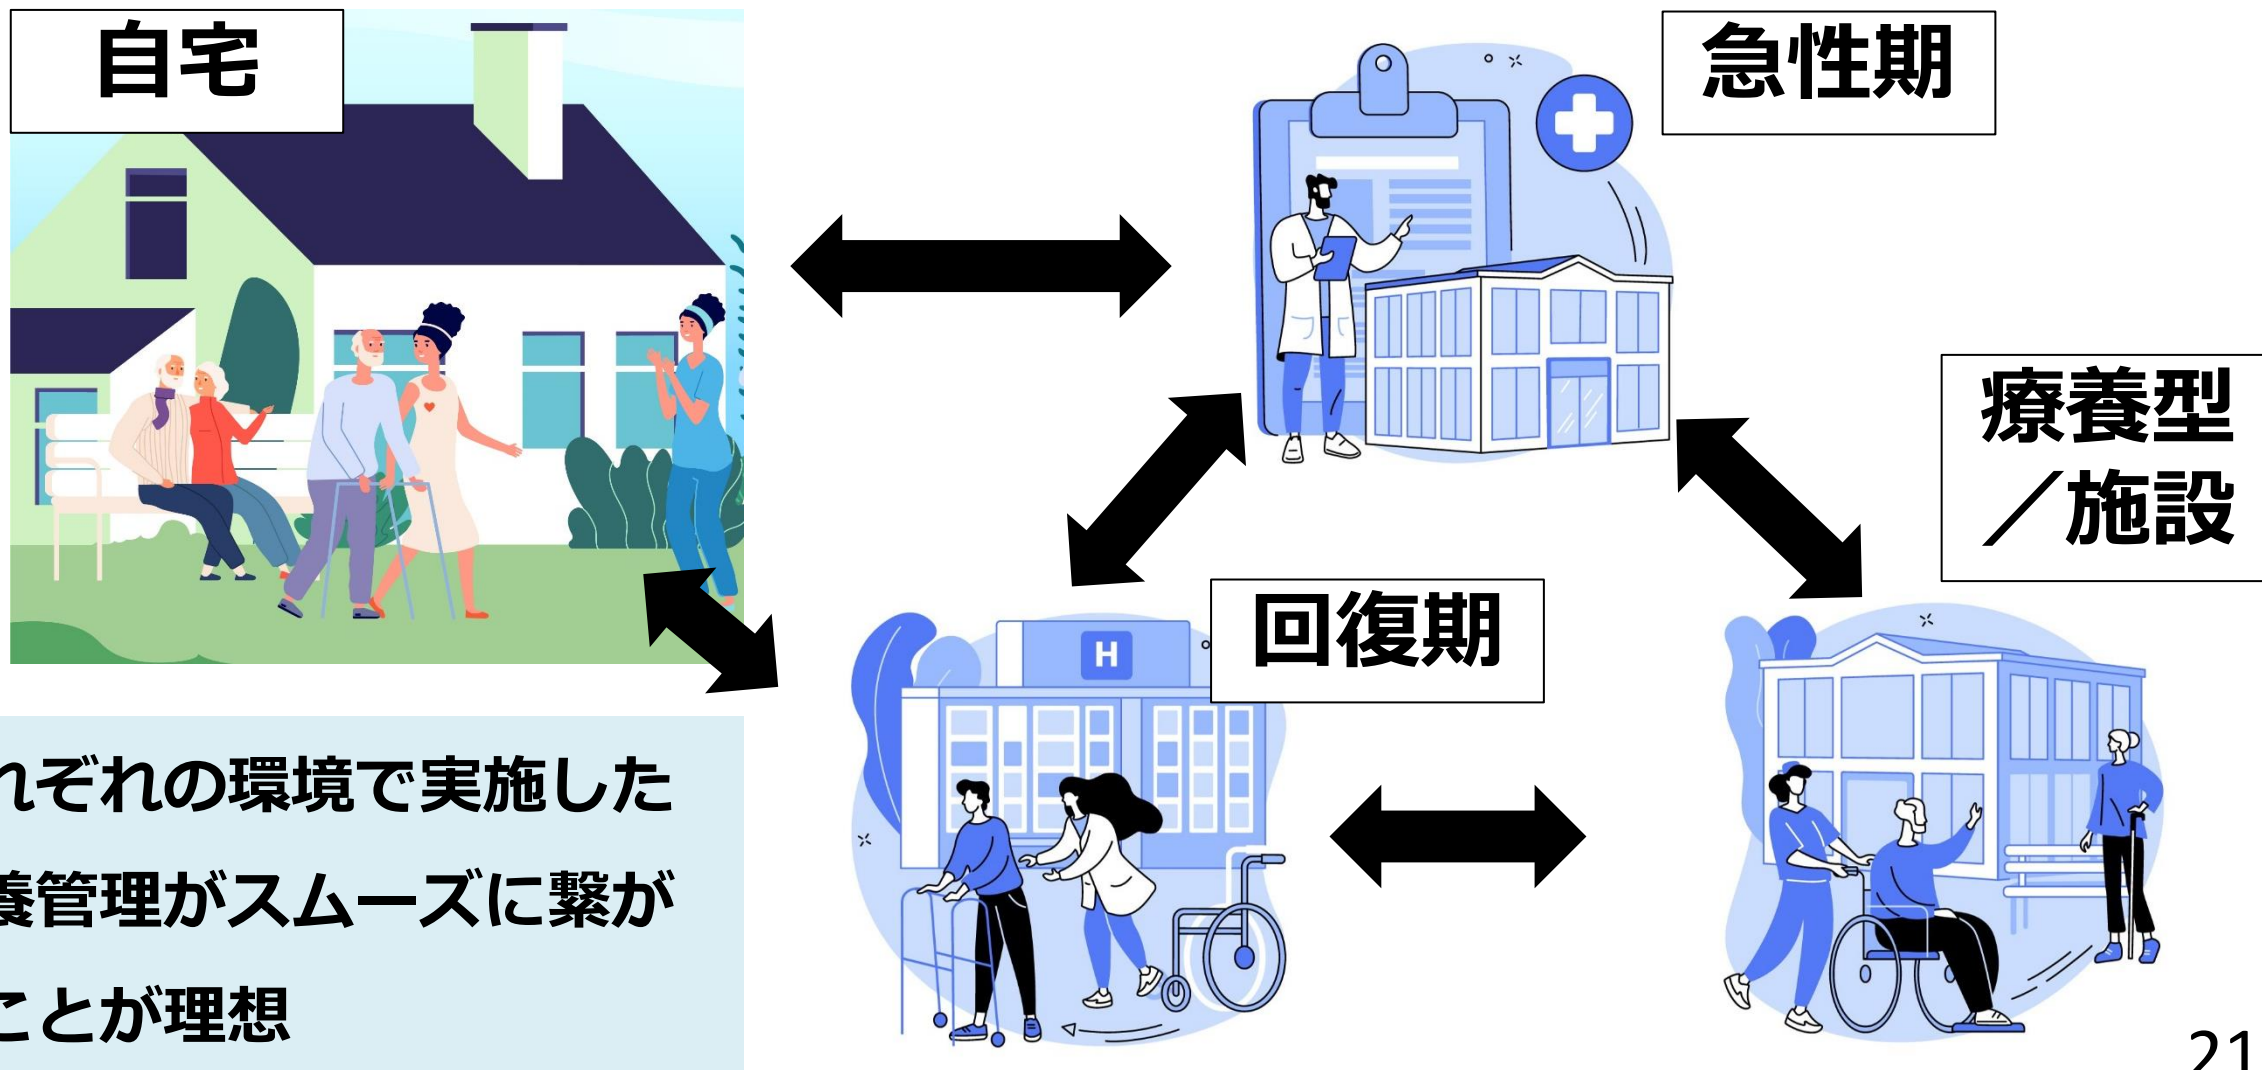 自宅
急性期
療養型
／施設
回復期
H
れぞれの環境で実施した
養管理がスムーズに繋が
ことが理想
21